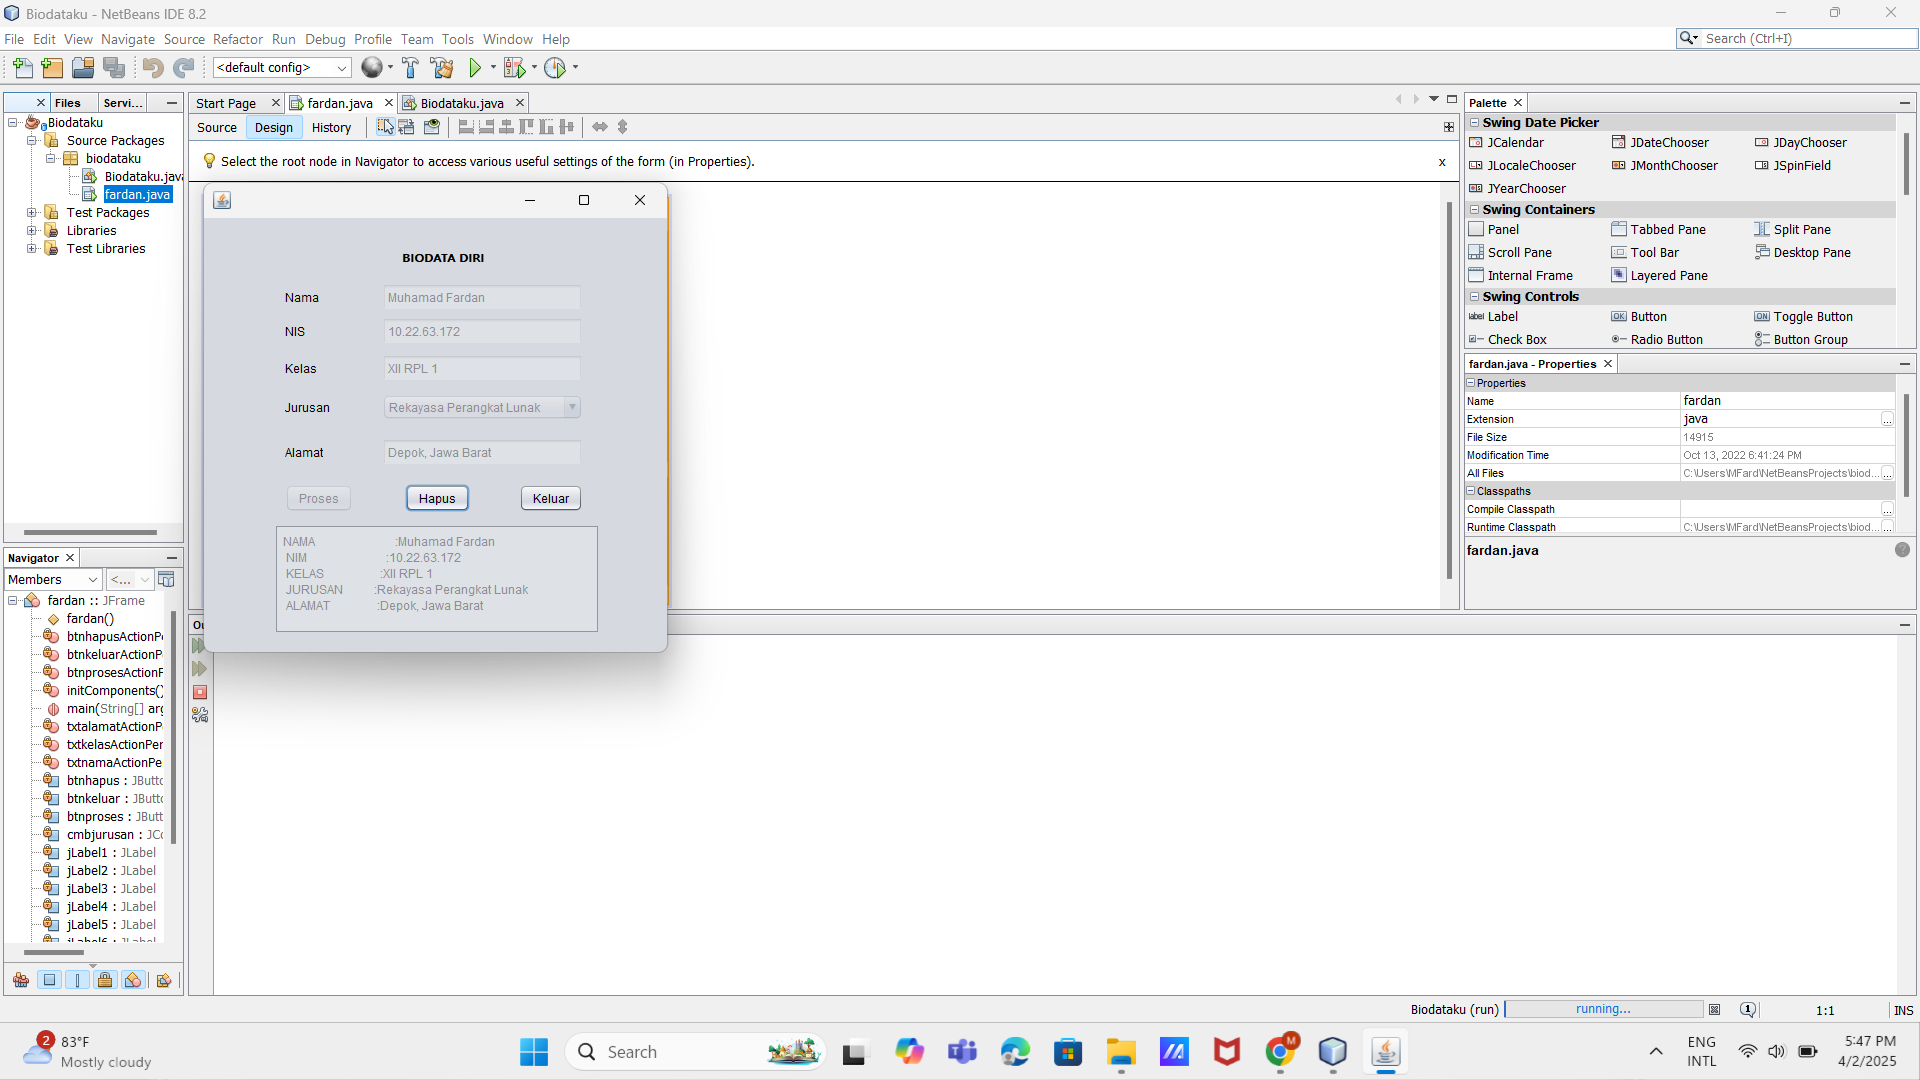 Biodataku - NetBeans IDE 8.2
File Edit View Navigate Source Refactor Run Debug Profile Team Tools Window Help
Search (Ctrl+I)
<default config>
Files Servi...
Biodataku
Source Packages
biodataku
Biodataku.java
fardan.java
Test Packages
Libraries
Test Libraries
Start Page fardan.java Biodataku.java
Source Design History
Select the root node in Navigator to access various useful settings of the form (in Properties).
x
BIODATA DIRI
Nama Muhamad Fardan
NIS 10.22.63.172
Kelas XII RPL 1
Jurusan Rekayasa Perangkat Lunak
Alamat Depok, Jawa Barat
Proses Hapus Keluar
NAMA :Muhamad Fardan
NIM :10.22.63.172
KELAS :XII RPL 1
JURUSAN :Rekayasa Perangkat Lunak
ALAMAT :Depok, Jawa Barat
Palette
Swing Date Picker
JCalendar JDateChooser JDayChooser
JLocaleChooser JMonthChooser JSpinField
JYearChooser
Swing Containers
Panel Tabbed Pane Split Pane
Scroll Pane Tool Bar Desktop Pane
Internal Frame Layered Pane
Swing Controls
Label Button Toggle Button
Check Box Radio Button Button Group
fardan.java - Properties
Properties
Name fardan
Extension java
File Size 14915
Modification Time Oct 13, 2022 6:41:24 PM
All Files C:\Users\MFard\NetBeansProjects\biod...
Classpaths
Compile Classpath
Runtime Classpath C:\Users\MFard\NetBeansProjects\biod...
fardan.java
Navigator
Members <...
fardan :: JFrame
fardan()
btnhapusActionPe
btnkeluarActionP
btnprosesActionP
initComponents()
main(String[] arg
txtalamatActionP
txtkelasActionPer
txtnamaActionPe
btnhapus : JButto
btnkeluar : JButto
btnproses : JButt
cmbjurusan : JCo
jLabel1 : JLabel
jLabel2 : JLabel
jLabel3 : JLabel
jLabel4 : JLabel
jLabel5 : JLabel
jLabel6 : JLabel
Ou
Biodataku (run) running... 1 1:1 INS
2 83°F
Mostly cloudy
Search
M
ENG
INTL
5:47 PM
4/2/2025